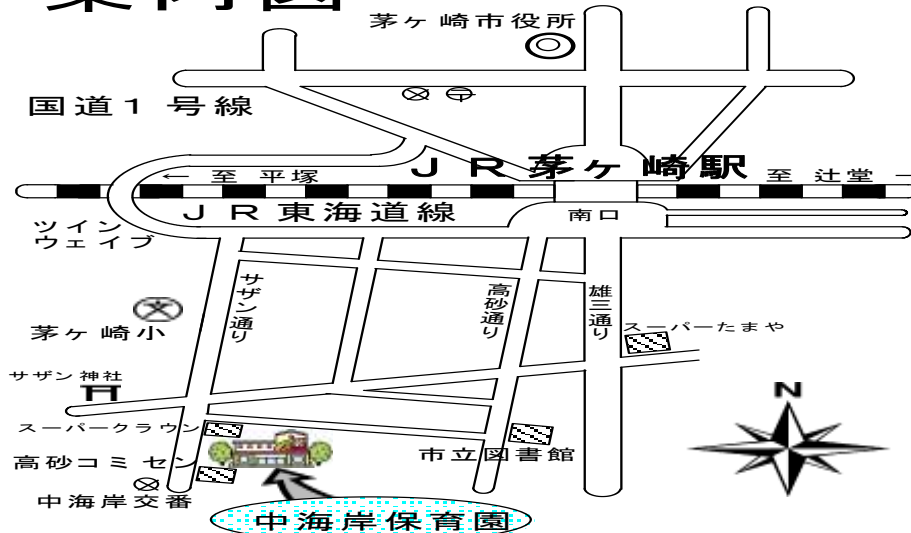 案内図
茅ヶ崎市役所
国道1号線
JR茅ヶ崎駅
← 至 平塚
至 辻堂 →
JR東海道線
南口
ツイン
ウェイブ
サザン通り
高砂通り
雄三通り
スーパーたまや
茅ヶ崎小
サザン神社
N
スーパークラウン
高砂コミセン
市立図書館
中海岸交番
中海岸保育園